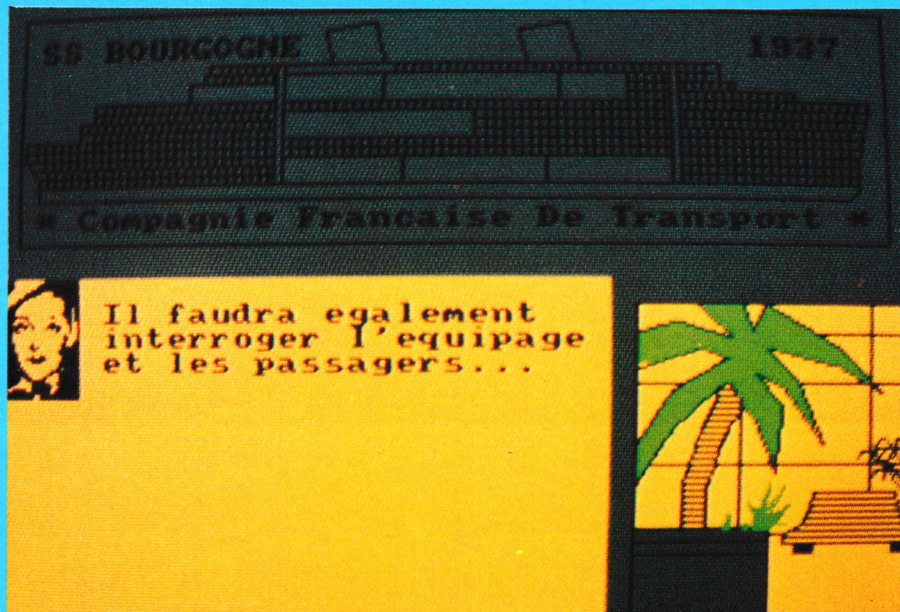 SS BOURGOGNE 1937
* Compagnie Francaise De Transport *
Il faudra egalement
interroger l'equipage
et les passagers...